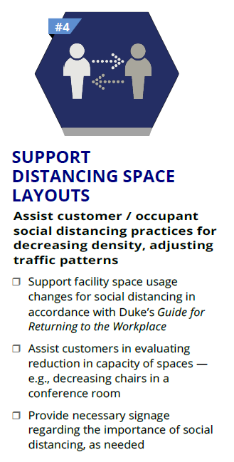 #4
SUPPORT
DISTANCING SPACE
LAYOUTS
Assist customer / occupant
social distancing practices for
decreasing density, adjusting
traffic patterns
❐ Support facility space usage
changes for social distancing in
accordance with Duke’s Guide for
Returning to the Workplace
❐ Assist customers in evaluating
reduction in capacity of spaces —
e.g., decreasing chairs in a
conference room
❐ Provide necessary signage
regarding the importance of social
distancing, as needed